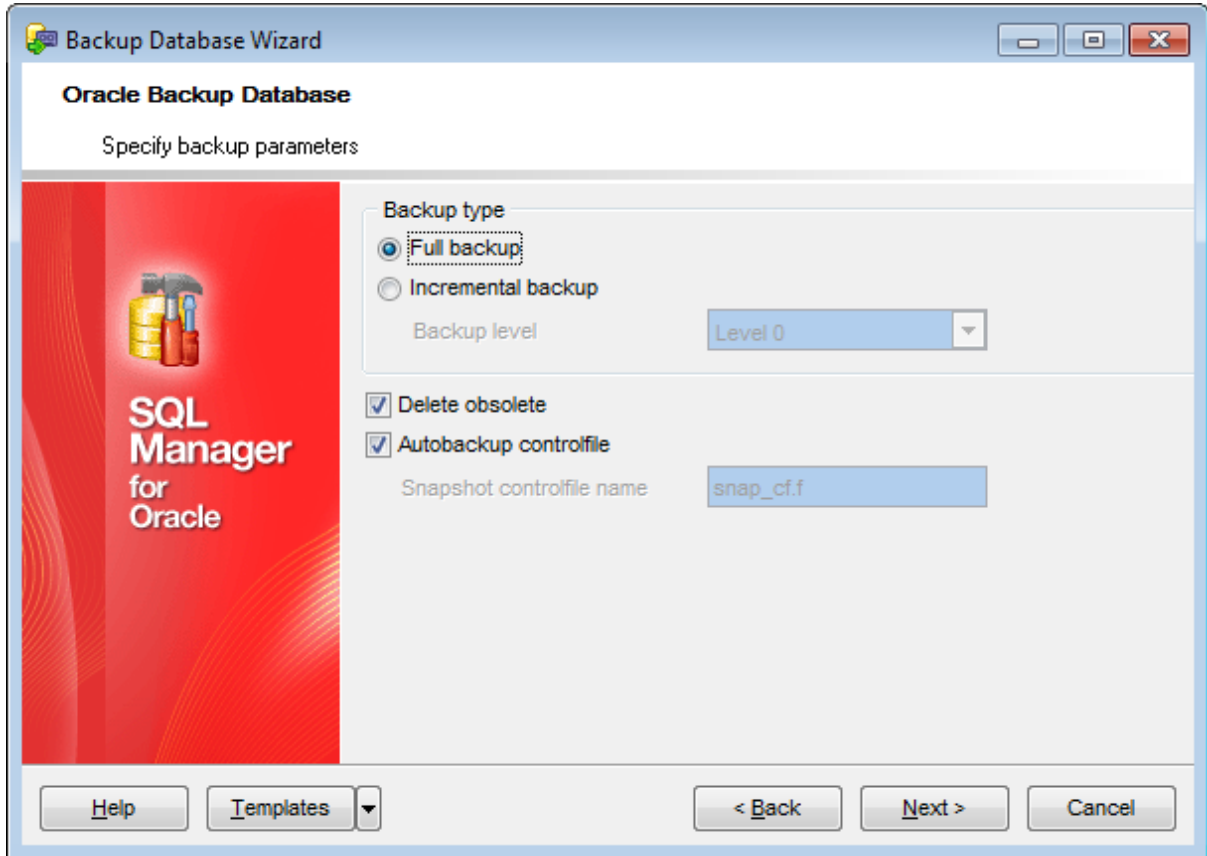 Backup Database Wizard
Oracle Backup Database
Specify backup parameters
SQL
Manager
for
Oracle
Backup type
Full backup
Incremental backup
Backup level Level 0
Delete obsolete
Autobackup controlfile
Snapshot controlfile name snap_cf.f
Help Templates < Back Next > Cancel